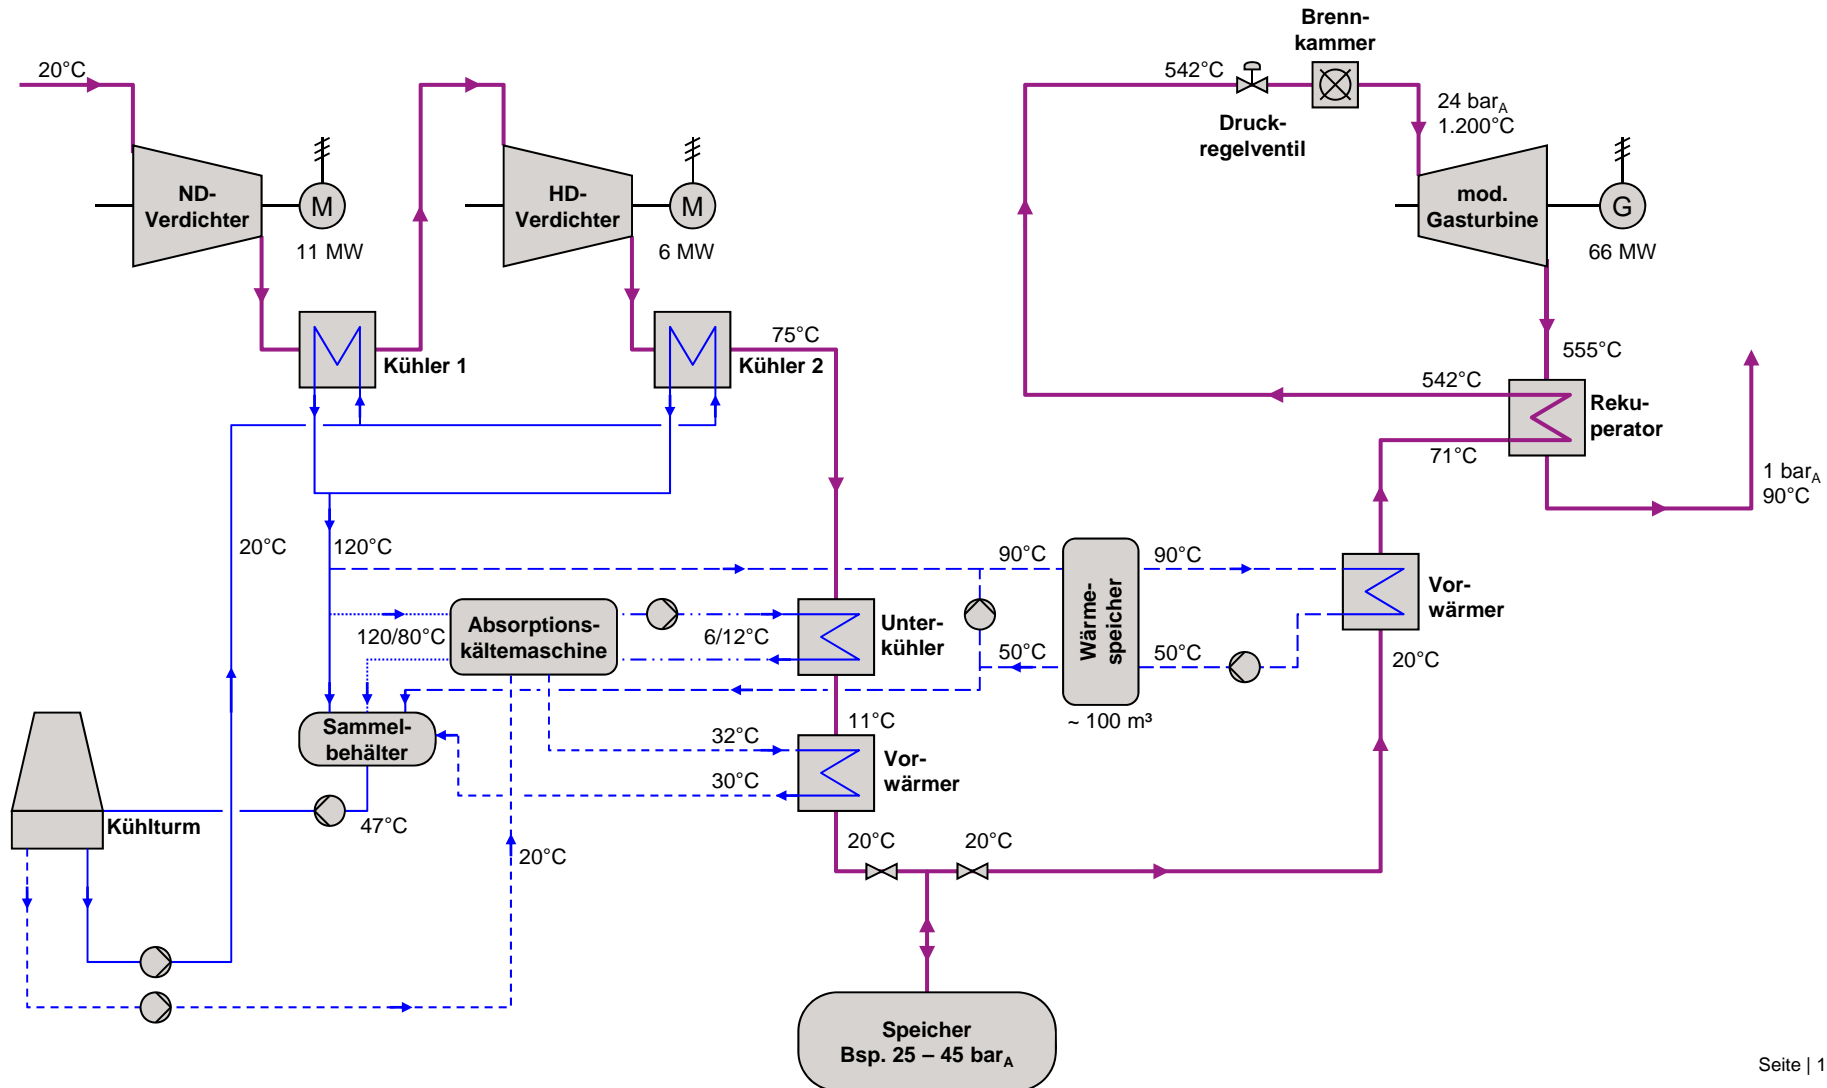 Brenn-
kammer
20°C
542°C
24 bar_A
1.200°C
Druck-
regelventil
ND-
Verdichter
M
11 MW
HD-
Verdichter
M
6 MW
mod.
Gasturbine
G
66 MW
75°C
Kühler 1
Kühler 2
555°C
542°C
Reku-
perator
71°C
1 bar_A
90°C
20°C
120°C
90°C
90°C
Wärme-
speicher
Vor-
wärmer
Absorptions-
kältemaschine
120/80°C
6/12°C
Unter-
kühler
50°C
50°C
20°C
~ 100 m³
Sammel-
behälter
11°C
32°C
Vor-
wärmer
30°C
Kühlturm
47°C
20°C
20°C
20°C
Speicher
Bsp. 25 – 45 bar_A
Seite | 1